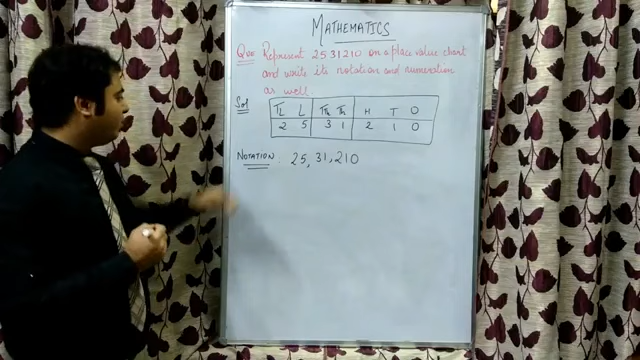 MATHEMATICS
Que Represent 2531210 on a place value chart
and write its notation and numeration
as well.
Sol
TL L TTh Th H T O
2 5 3 1 2 1 0
NOTATION : 25,31,210